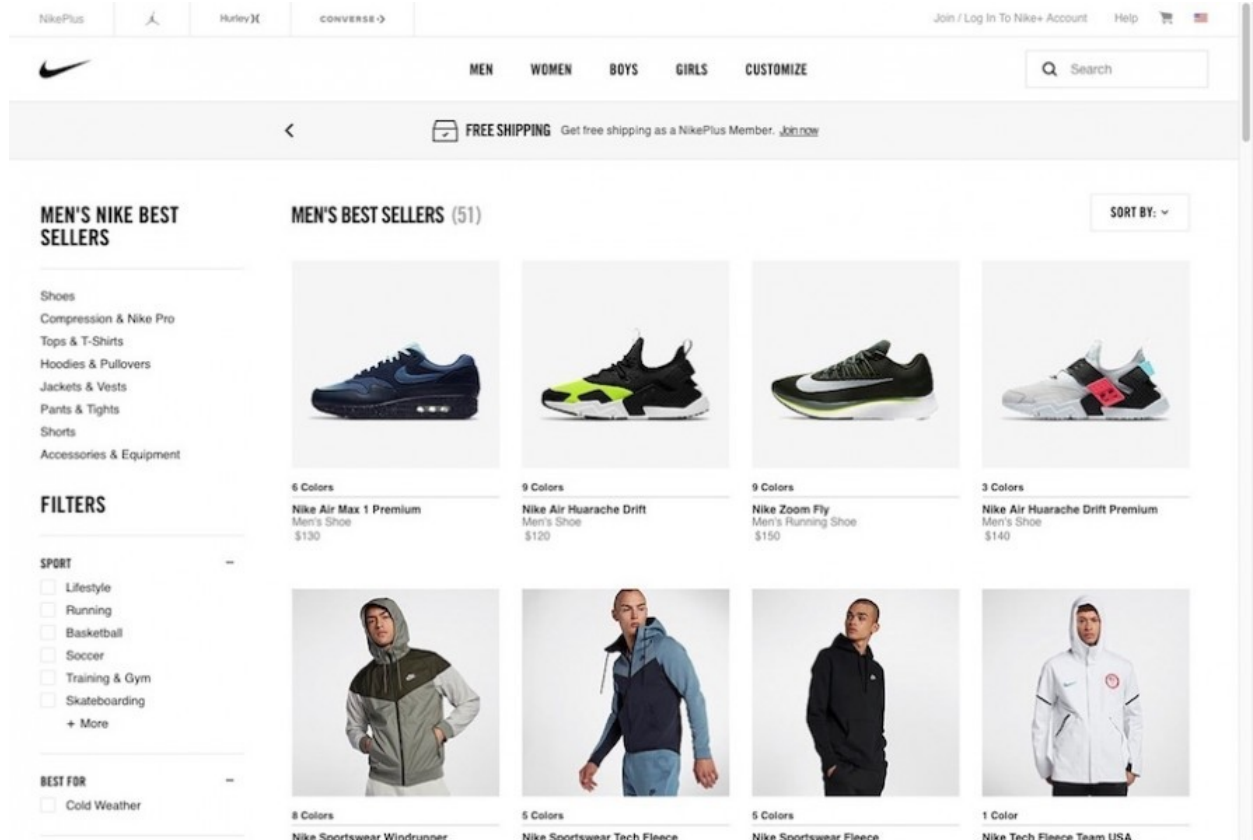 NikePlus
Hurley
CONVERSE
Join / Log In To Nike+ Account
Help
MEN
WOMEN
BOYS
GIRLS
CUSTOMIZE
Search
FREE SHIPPING Get free shipping as a NikePlus Member. Join now
MEN'S NIKE BEST
SELLERS
Shoes
Compression & Nike Pro
Tops & T-Shirts
Hoodies & Pullovers
Jackets & Vests
Pants & Tights
Shorts
Accessories & Equipment
FILTERS
SPORT
Lifestyle
Running
Basketball
Soccer
Training & Gym
Skateboarding
+ More
BEST FOR
Cold Weather
MEN'S BEST SELLERS (51)
SORT BY:
6 Colors
Nike Air Max 1 Premium
Men's Shoe
$130
9 Colors
Nike Air Huarache Drift
Men's Shoe
$120
9 Colors
Nike Zoom Fly
Men's Running Shoe
$150
3 Colors
Nike Air Huarache Drift Premium
Men's Shoe
$140
8 Colors
Nike Sportswear Windrunner
5 Colors
Nike Sportswear Tech Fleece
5 Colors
Nike Sportswear Fleece
1 Color
Nike Tech Fleece Team USA